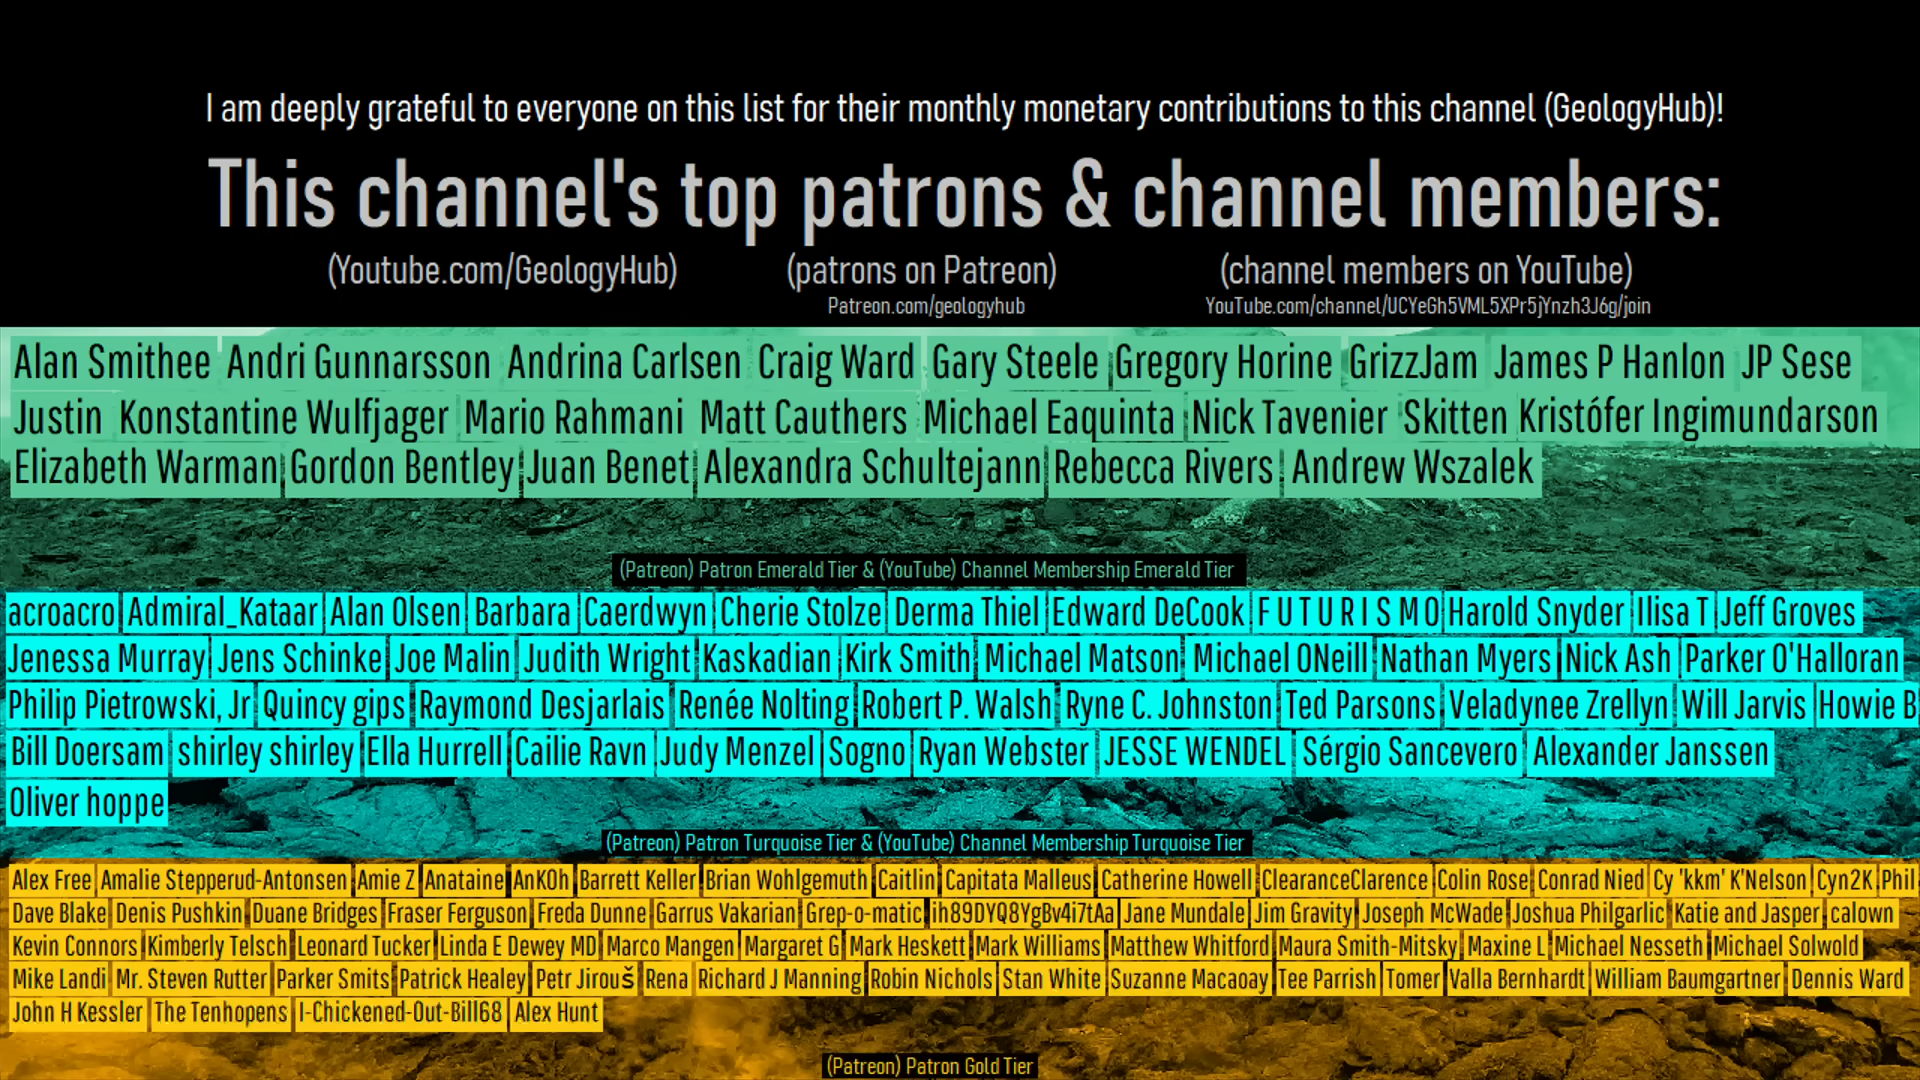 I am deeply grateful to everyone on this list for their monthly monetary contributions to this channel (GeologyHub)!
This channel's top patrons & channel members:
(Youtube.com/GeologyHub) (patrons on Patreon) (channel members on YouTube)
Patreon.com/geologyhub YouTube.com/channel/UCYeGh5VML5XPr5jYnzh3J6g/join
Alan Smithee Andri Gunnarsson Andrina Carlsen Craig Ward Gary Steele Gregory Horine GrizzJam James P Hanlon JP Sese
Justin Konstantine Wulfjager Mario Rahmani Matt Cauthers Michael Eaquinta Nick Tavenier Skitten Kristófer Ingimundarson
Elizabeth Warman Gordon Bentley Juan Benet Alexandra Schultejann Rebecca Rivers Andrew Wszalek
(Patreon) Patron Emerald Tier & (YouTube) Channel Membership Emerald Tier
acroacro Admiral_Kataar Alan Olsen Barbara Caerdwyn Cherie Stolze Derma Thiel Edward DeCook F U T U R I S M O Harold Snyder Ilisa T Jeff Groves
Jenessa Murray Jens Schinke Joe Malin Judith Wright Kaskadian Kirk Smith Michael Matson Michael ONeill Nathan Myers Nick Ash Parker O'Halloran
Philip Pietrowski, Jr Quincy gips Raymond Desjarlais Renée Nolting Robert P. Walsh Ryne C. Johnston Ted Parsons Veladynee Zrellyn Will Jarvis Howie B
Bill Doersam shirley shirley Ella Hurrell Cailie Ravn Judy Menzel Sogno Ryan Webster JESSE WENDEL Sérgio Sancevero Alexander Janssen
Oliver hoppe
(Patreon) Patron Turquoise Tier & (YouTube) Channel Membership Turquoise Tier
Alex Free Amalie Stepperud-Antonsen Amie Z Anataine AnKOh Barrett Keller Brian Wohlgemuth Caitlin Capitata Malleus Catherine Howell ClearanceClarence Colin Rose Conrad Nied Cy 'kkm' K'Nelson Cyn2K Phil
Dave Blake Denis Pushkin Duane Bridges Fraser Ferguson Freda Dunne Garrus Vakarian Grep-o-matic ih89DYQ8YgBv4i7tAa Jane Mundale Jim Gravity Joseph McWade Joshua Philgarlic Katie and Jasper calown
Kevin Connors Kimberly Telsch Leonard Tucker Linda E Dewey MD Marco Mangen Margaret G Mark Heskett Mark Williams Matthew Whitford Maura Smith-Mitsky Maxine L Michael Nesseth Michael Solwold
Mike Landi Mr. Steven Rutter Parker Smits Patrick Healey Petr Jirouš Rena Richard J Manning Robin Nichols Stan White Suzanne Macaoay Tee Parrish Tomer Valla Bernhardt William Baumgartner Dennis Ward
John H Kessler The Tenhopens I-Chickened-Out-Bill68 Alex Hunt
(Patreon) Patron Gold Tier